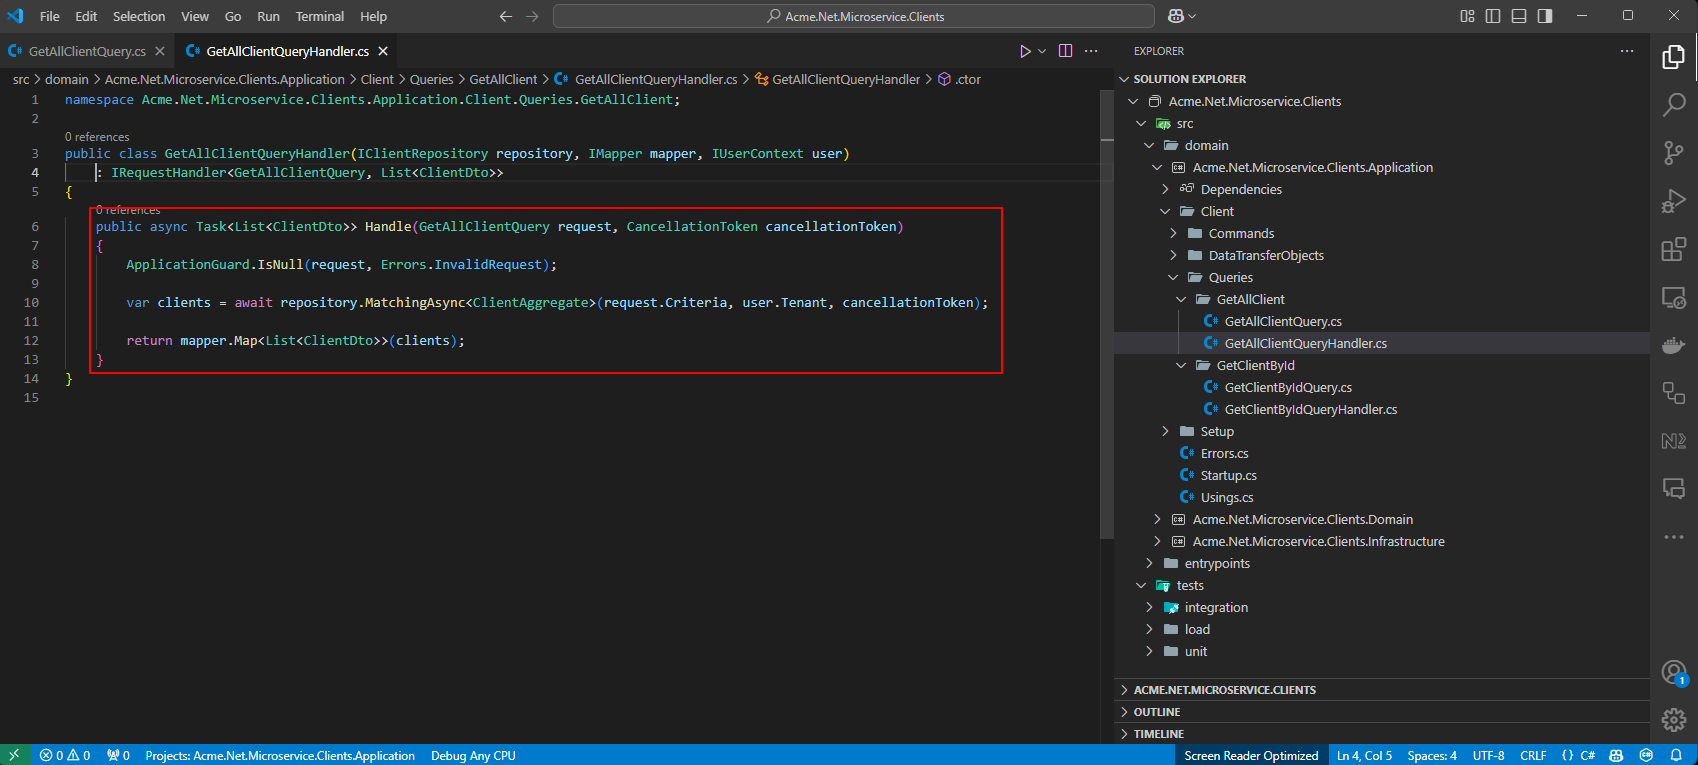 File Edit Selection View Go Run Terminal Help
Acme.Net.Microservice.Clients
GetAllClientQuery.cs
GetAllClientQueryHandler.cs
src > domain > Acme.Net.Microservice.Clients.Application > Client > Queries > GetAllClient > GetAllClientQueryHandler.cs > GetAllClientQueryHandler > .ctor
1 namespace Acme.Net.Microservice.Clients.Application.Client.Queries.GetAllClient;
2
0 references
3 public class GetAllClientQueryHandler(IClientRepository repository, IMapper mapper, IUserContext user)
4 : IRequestHandler<GetAllClientQuery, List<ClientDto>>
5 {
0 references
6 public async Task<List<ClientDto>> Handle(GetAllClientQuery request, CancellationToken cancellationToken)
7 {
8 ApplicationGuard.IsNull(request, Errors.InvalidRequest);
9
10 var clients = await repository.MatchingAsync<ClientAggregate>(request.Criteria, user.Tenant, cancellationToken);
11
12 return mapper.Map<List<ClientDto>>(clients);
13 }
14 }
15
EXPLORER
SOLUTION EXPLORER
Acme.Net.Microservice.Clients
src
domain
Acme.Net.Microservice.Clients.Application
Dependencies
Client
Commands
DataTransferObjects
Queries
GetAllClient
GetAllClientQuery.cs
GetAllClientQueryHandler.cs
GetClientById
GetClientByIdQuery.cs
GetClientByIdQueryHandler.cs
Setup
Errors.cs
Startup.cs
Usings.cs
Acme.Net.Microservice.Clients.Domain
Acme.Net.Microservice.Clients.Infrastructure
entrypoints
tests
integration
load
unit
ACME.NET.MICROSERVICE.CLIENTS
OUTLINE
TIMELINE
1
0 0 0 Projects: Acme.Net.Microservice.Clients.Application Debug Any CPU
Screen Reader Optimized Ln 4, Col 5 Spaces: 4 UTF-8 CRLF {} C#